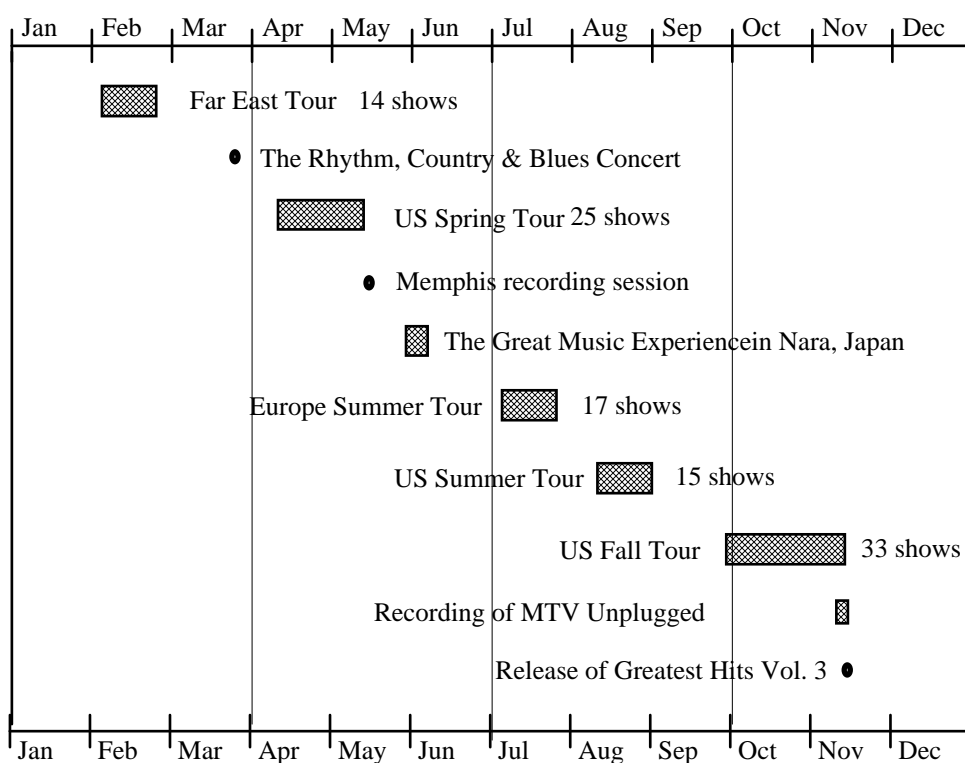 Jan Feb Mar Apr May Jun Jul Aug Sep Oct Nov Dec
Far East Tour 14 shows
The Rhythm, Country & Blues Concert
US Spring Tour 25 shows
Memphis recording session
The Great Music Experiencein Nara, Japan
Europe Summer Tour 17 shows
US Summer Tour 15 shows
US Fall Tour 33 shows
Recording of MTV Unplugged
Release of Greatest Hits Vol. 3
Jan Feb Mar Apr May Jun Jul Aug Sep Oct Nov Dec